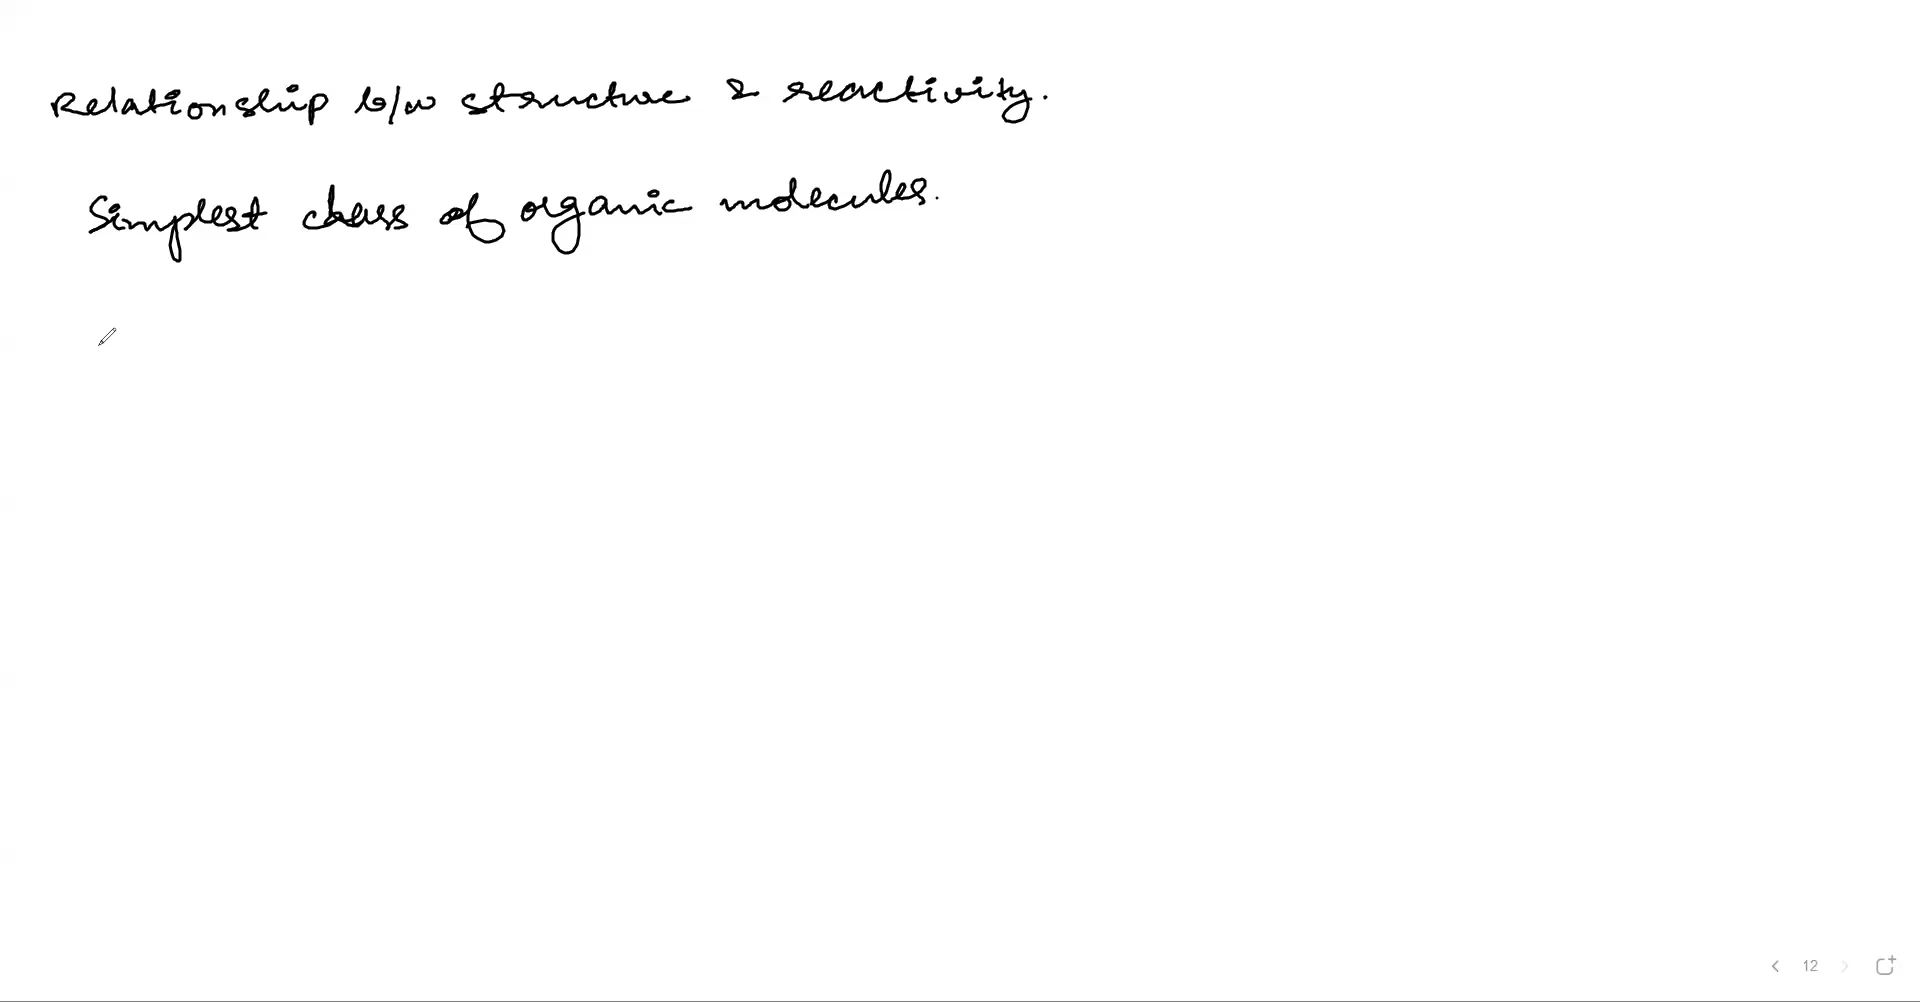 Relationship b/w structure & reactivity.
Simplest class of organic molecules.
12